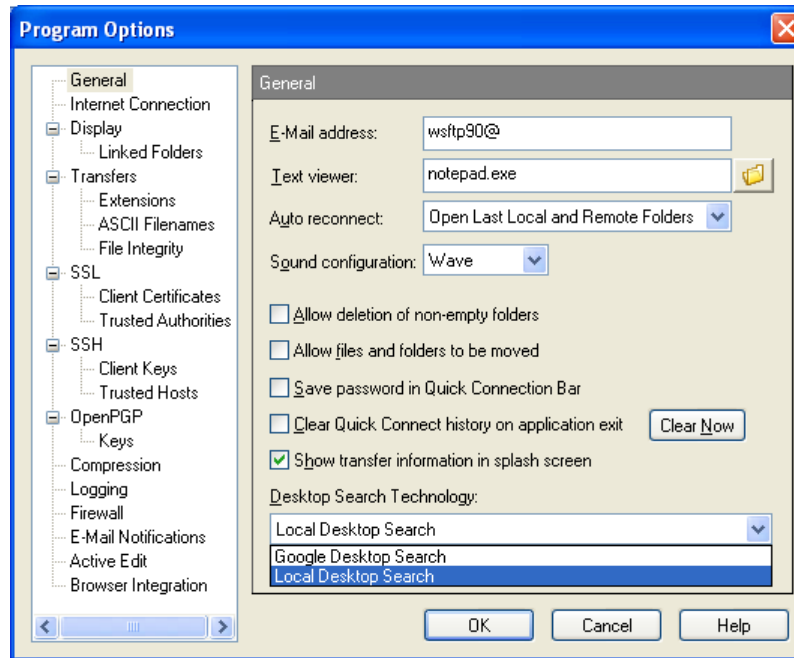 Program Options
General
Internet Connection
Display
Linked Folders
Transfers
Extensions
ASCII Filenames
File Integrity
SSL
Client Certificates
Trusted Authorities
SSH
Client Keys
Trusted Hosts
OpenPGP
Keys
Compression
Logging
Firewall
E-Mail Notifications
Active Edit
Browser Integration
General
E-Mail address: wsftp90@
Text viewer: notepad.exe
Auto reconnect: Open Last Local and Remote Folders
Sound configuration: Wave
Allow deletion of non-empty folders
Allow files and folders to be moved
Save password in Quick Connection Bar
Clear Quick Connect history on application exit Clear Now
Show transfer information in splash screen
Desktop Search Technology:
Local Desktop Search
Google Desktop Search
Local Desktop Search
OK Cancel Help